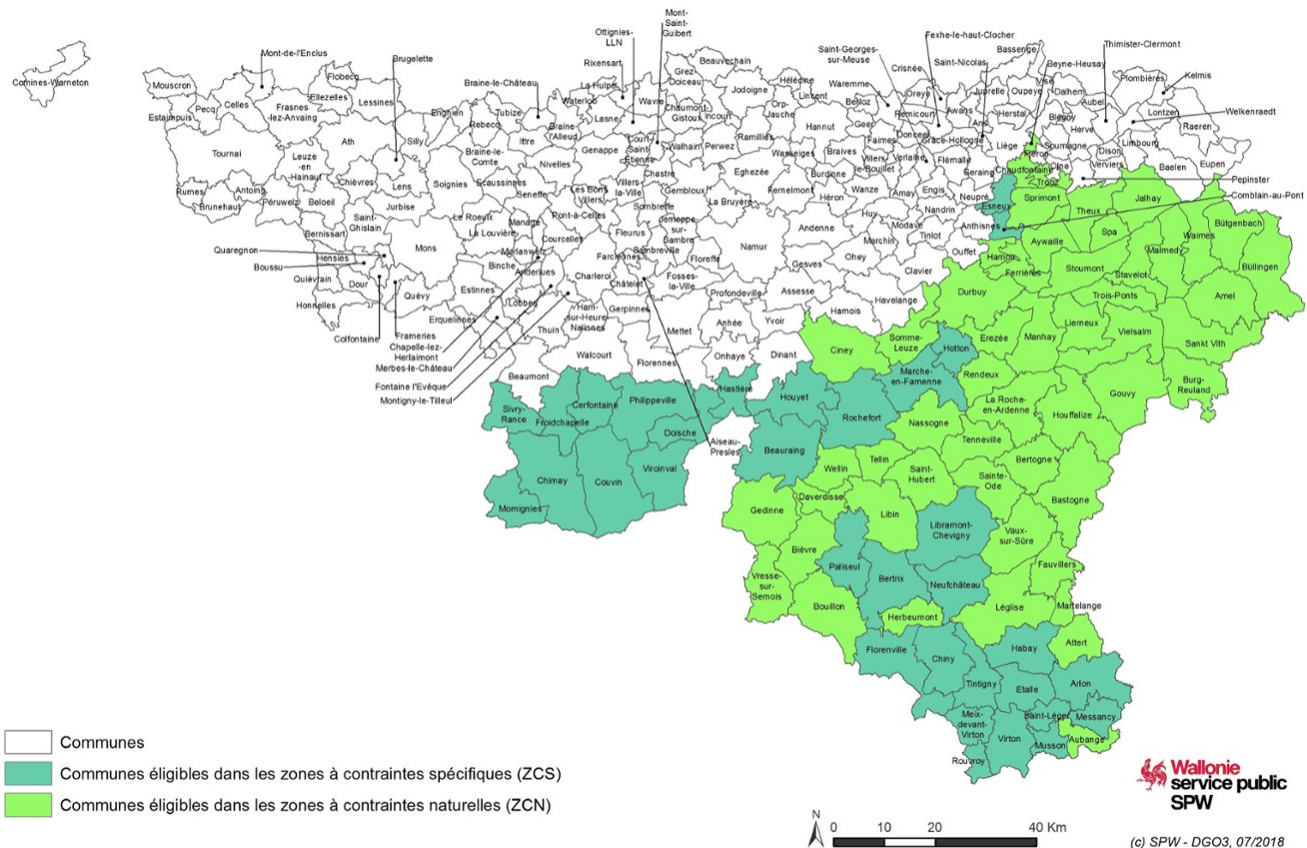 Mont-
Saint-
Guibert
Ottignies-
LLN
Fexhe-le-haut-Clocher
Mont-de-l'Enclus
Brugelette
Rixensart
Saint-Georges-
sur-Meuse
Bassenge
Thimister-Clermont
Comines-Warneton
Mouscron
Flobecq
Braine-le-Château
La Hulpe
Grez-
Doiceau
Beauvechain
Crisnée
Saint-Nicolas
Beyne-Heusay
Plombières
Kelmis
Estaimpuis
Pecq
Celles
Ellezelles
Frasnes
-lez-Anvaing
Lessines
Enghien
Rebecq
Tubize
Waterloo
Wavre
Lasne
Jodoigne
Hélécine
Lincent
Waremme
Berloz
Oreye
Juprelle
Oupeye
Visé
Dalhem
Aubel
Welkenraedt
Lontzen
Raeren
Tournai
Ath
Silly
Ittre
Braine
l'Alleud
Chaumont-
Gistoux
Incourt
Orp-
Jauche
Hannut
Geer
Remicourt
Awans
Ans
Herstal
Blegny
Herve
Limbourg
Leuze
-en-
Hainaut
Chièvres
Lens
Braine-le-
Comte
Nivelles
Genappe
Court-
Saint-
Étienne
Walhain
Perwez
Ramillies
Wasseiges
Braives
Faimes
Donceel
Grace-Hollogne
Liège
Soumagne
Dison
Verviers
Baelen
Eupen
Rumes
Antoing
Brunehaut
Péruwelz
Beloeil
Jurbise
Soignies
Ecaussinnes
Seneffe
Les Bons
Villers
Villers-
la-Ville
Chastre
Gembloux
Eghezée
Fernelmont
Burdinne
Héron
Villers
-le-Bouillet
Verlaine
Flémalle
Seraing
Fléron
Chaudfontaine
Olne
Trooz
Pepinster
Wanze
Amay
Engis
Neupré
Esneux
Sprimont
Theux
Jalhay
Comblain-au-Pont
Bernissart
Saint-
Ghislain
Le Roeulx
Manage
Pont-à-Celles
Sombreffe
La Bruyère
Huy
Nandrin
Anthisnes
Spa
Waimes
Bütgenbach
Quaregnon
Mons
La Louvière
Courcelles
Fleurus
Jemeppe-
sur-
Sambre
Namur
Andenne
Modave
Marchin
Tinlot
Ouffet
Hamoir
Aywaille
Malmedy
Büllingen
Boussu
Hensies
Quiévrain
Dour
Honnelles
Morlanwelz
Binche
Anderlues
Charleroi
Farciennes
Sambreville
Floreffe
Châtelet
Fosses-
la-Ville
Gesves
Ohey
Clavier
Ferrières
Stoumont
Stavelot
Amel
Quévy
Estinnes
Lobbes
Ham-
sur-Heure
Nalinnes
Gerpinnes
Profondeville
Assesse
Havelange
Durbuy
Trois-Ponts
Colfontaine
Frameries
Chapelle-lez-
Herlaimont
Merbes-le-Château
Fontaine l'Evêque
Montigny-le-Tilleul
Erquelinnes
Thuin
Mettet
Anhée
Yvoir
Hamois
Ciney
Somme-
Leuze
Hotton
Erezée
Manhay
Lierneux
Vielsalm
Sankt Vith
Beaumont
Walcourt
Florennes
Onhaye
Dinant
Marche-
en-Famenne
Rendeux
Gouvy
Burg-
Reuland
Sivry-
Rance
Froidchapelle
Cerfontaine
Philippeville
Hastière
Houyet
Rochefort
La Roche-
en-Ardenne
Houffalize
Nassogne
Tenneville
Doische
Aiseau-
Presles
Beauraing
Chimay
Couvin
Viroinval
Wellin
Tellin
Saint-
Hubert
Sainte-
Ode
Bertogne
Momignies
Gedinne
Daverdisse
Libin
Libramont-
Chevigny
Bastogne
Vaux-
sur-Sûre
Bièvre
Paliseul
Bertrix
Neufchâteau
Fauvillers
Vresse-
sur-
Semois
Bouillon
Herbeumont
Léglise
Martelange
Florenville
Chiny
Habay
Attert
Tintigny
Etalle
Arlon
Meix-
devant-
Virton
Saint-Léger
Messancy
Virton
Musson
Aubange
Rouvroy
Communes
Communes éligibles dans les zones à contraintes spécifiques (ZCS)
Communes éligibles dans les zones à contraintes naturelles (ZCN)
Wallonie
service public
SPW
N
0 10 20 40 Km
(c) SPW - DGO3, 07/2018